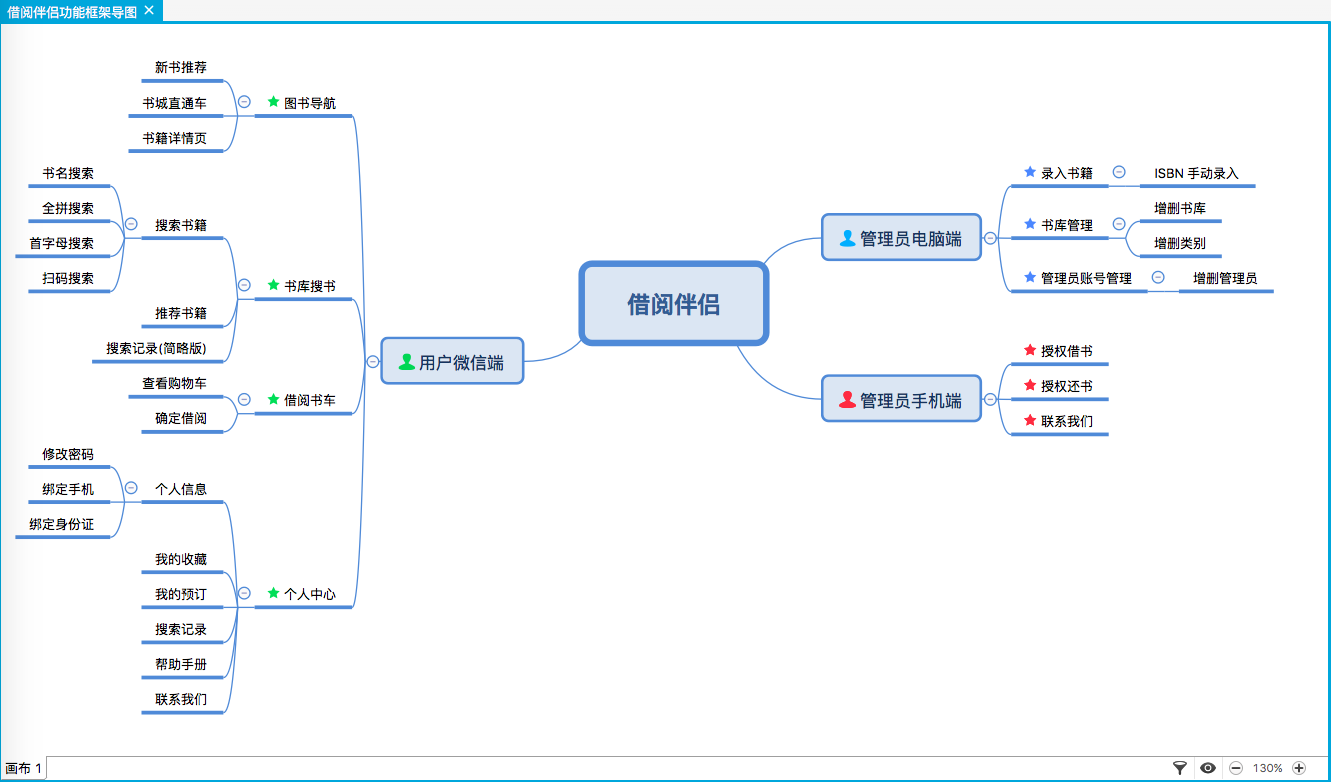 借阅伴侣功能框架导图
借阅伴侣
用户微信端
图书导航
新书推荐
书城直通车
书籍详情页
书库搜书
搜索书籍
书名搜索
全拼搜索
首字母搜索
扫码搜索
推荐书籍
搜索记录(简略版)
借阅书车
查看购物车
确定借阅
个人中心
个人信息
修改密码
绑定手机
绑定身份证
我的收藏
我的预订
搜索记录
帮助手册
联系我们
管理员电脑端
录入书籍
ISBN 手动录入
书库管理
增删书库
增删类别
管理员账号管理
增删管理员
管理员手机端
授权借书
授权还书
联系我们
画布 1
130%